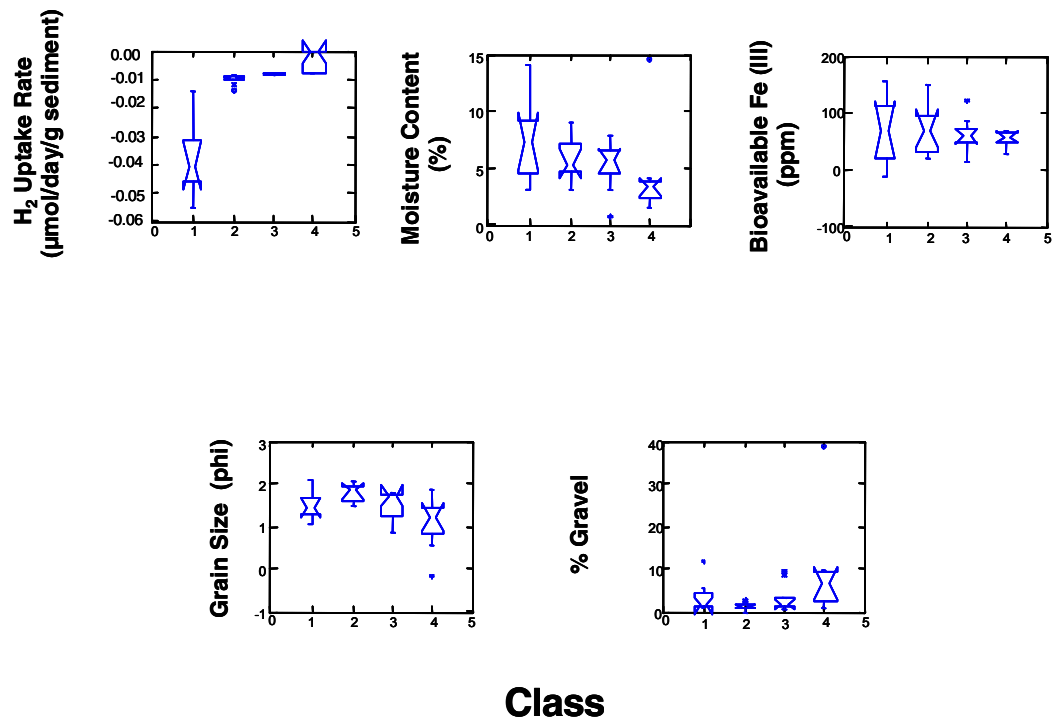 H₂ Uptake Rate
(µmol/day/g sediment)
0.00
-0.01
-0.02
-0.03
-0.04
-0.05
-0.06
0 1 2 3 4 5
Moisture Content
(%)
15
10
5
0
0 1 2 3 4
Bioavailable Fe (III)
(ppm)
200
100
0
-100
0 1 2 3 4 5
Grain Size (phi)
3
2
1
0
-1
0 1 2 3 4 5
% Gravel
40
30
20
10
0
0 1 2 3 4 5
Class